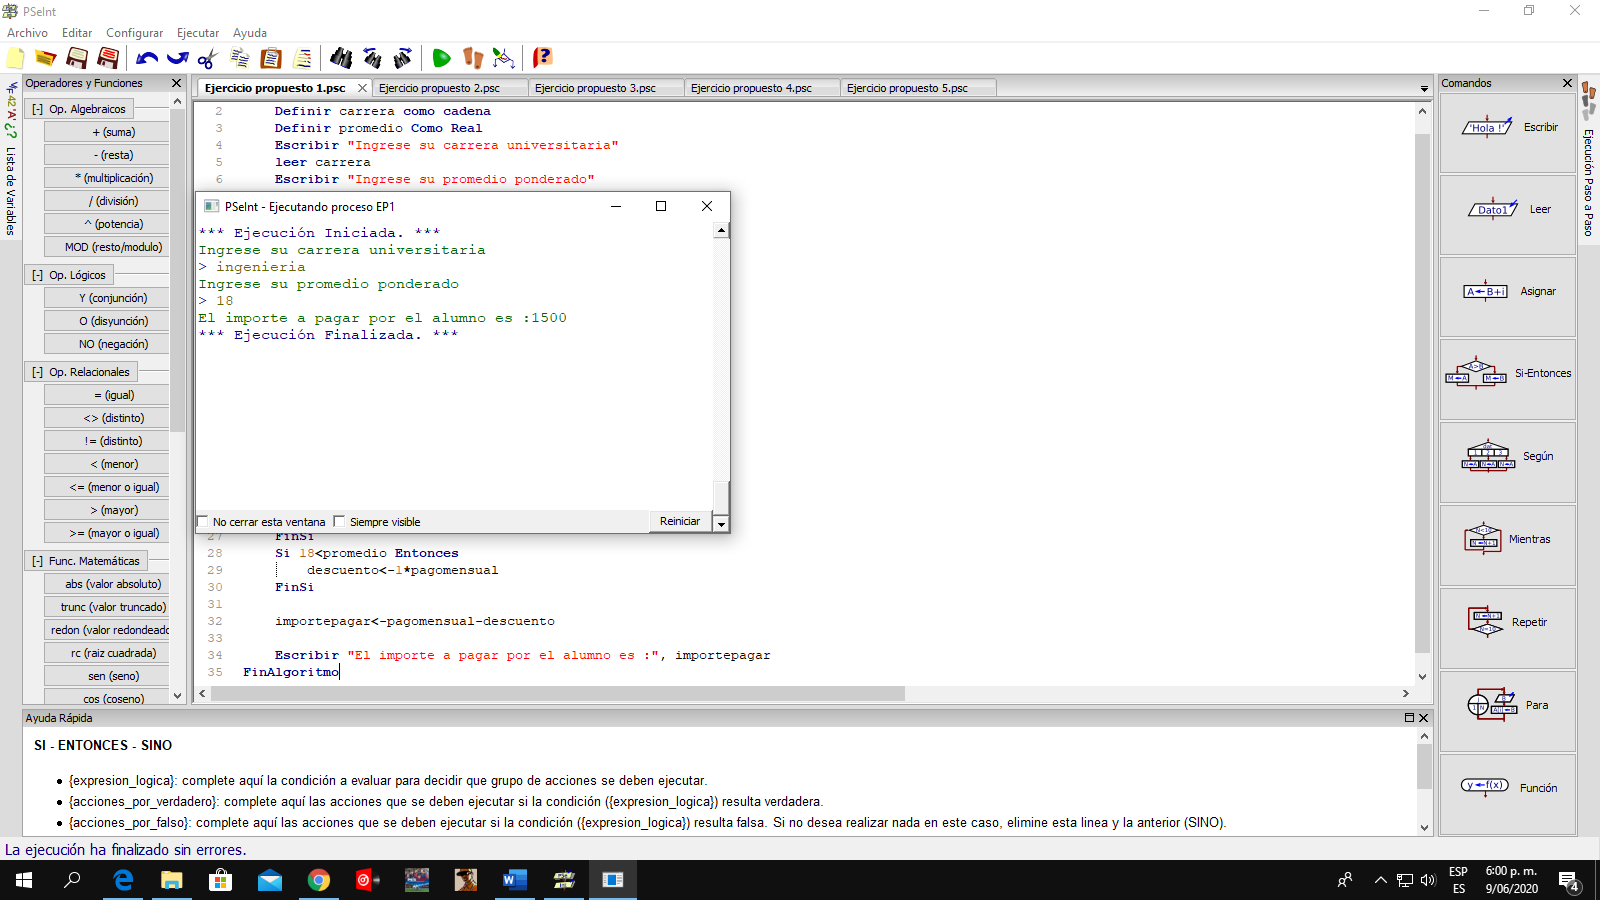 PSeInt
Archivo Editar Configurar Ejecutar Ayuda
Operadores y Funciones
Ejercicio propuesto 1.psc
Ejercicio propuesto 2.psc
Ejercicio propuesto 3.psc
Ejercicio propuesto 4.psc
Ejercicio propuesto 5.psc
Comandos
Lista de Variables
[-] Op. Algebraicos
+ (suma)
- (resta)
* (multiplicación)
/ (división)
^ (potencia)
MOD (resto/modulo)
[-] Op. Lógicos
Y (conjunción)
O (disyunción)
NO (negación)
[-] Op. Relacionales
= (igual)
<> (distinto)
!= (distinto)
< (menor)
<= (menor o igual)
> (mayor)
>= (mayor o igual)
[-] Func. Matemáticas
abs (valor absoluto)
trunc (valor truncado)
redon (valor redondeado
rc (raiz cuadrada)
sen (seno)
cos (coseno)
2 Definir carrera como cadena
3 Definir promedio Como Real
4 Escribir "Ingrese su carrera universitaria"
5 leer carrera
6 Escribir "Ingrese su promedio ponderado"
PSeInt - Ejecutando proceso EP1
*** Ejecución Iniciada. ***
Ingrese su carrera universitaria
> ingenieria
Ingrese su promedio ponderado
> 18
El importe a pagar por el alumno es :1500
*** Ejecución Finalizada. ***
No cerrar esta ventana
Siempre visible
Reiniciar
27 FinSi
28 Si 18<promedio Entonces
29 descuento<-1*pagomensual
30 FinSi
31
32 importepagar<-pagomensual-descuento
33
34 Escribir "El importe a pagar por el alumno es :", importepagar
35 FinAlgoritmo
'Hola !' Escribir
Dato1 Leer
A←B+i Asignar
A>B M←A M←B Si-Entonces
Según
Mientras
Repetir
Para
y←f(x) Función
Ejecución Paso a Paso
Ayuda Rápida
SI - ENTONCES - SINO
• {expresion_logica}: complete aquí la condición a evaluar para decidir que grupo de acciones se deben ejecutar.
• {acciones_por_verdadero}: complete aquí las acciones que se deben ejecutar si la condición ({expresion_logica}) resulta verdadera.
• {acciones_por_falso}: complete aquí las acciones que se deben ejecutar si la condición ({expresion_logica}) resulta falsa. Si no desea realizar nada en este caso, elimine esta linea y la anterior (SINO).
La ejecución ha finalizado sin errores.
ESP
ES
6:00 p. m.
9/06/2020
4